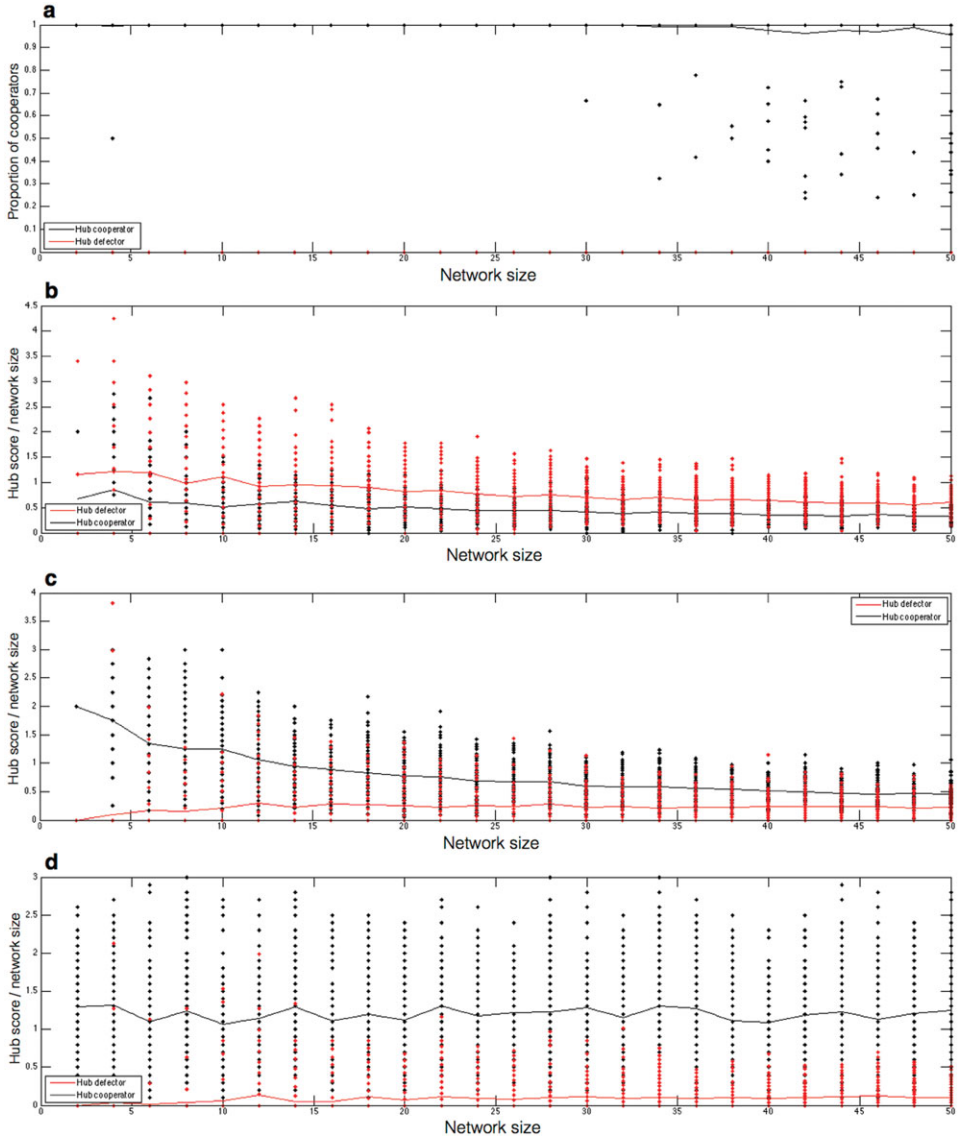 a
1
0.9
0.8
0.7
0.6
0.5
0.4
0.3
0.2
0.1
0
Proportion of cooperators
Hub cooperator
Hub defector
0 5 10 15 20 25 30 35 40 45 50
Network size
b
4.5
4
3.5
3
2.5
2
1.5
1
0.5
0
Hub score / network size
Hub defector
Hub cooperator
0 5 10 15 20 25 30 35 40 45 50
Network size
c
4
3.5
3
2.5
2
1.5
1
0.5
0
Hub score / network size
Hub defector
Hub cooperator
0 5 10 15 20 25 30 35 40 45 50
Network size
d
3
2.5
2
1.5
1
0.5
0
Hub score / network size
Hub defector
Hub cooperator
0 5 10 15 20 25 30 35 40 45 50
Network size